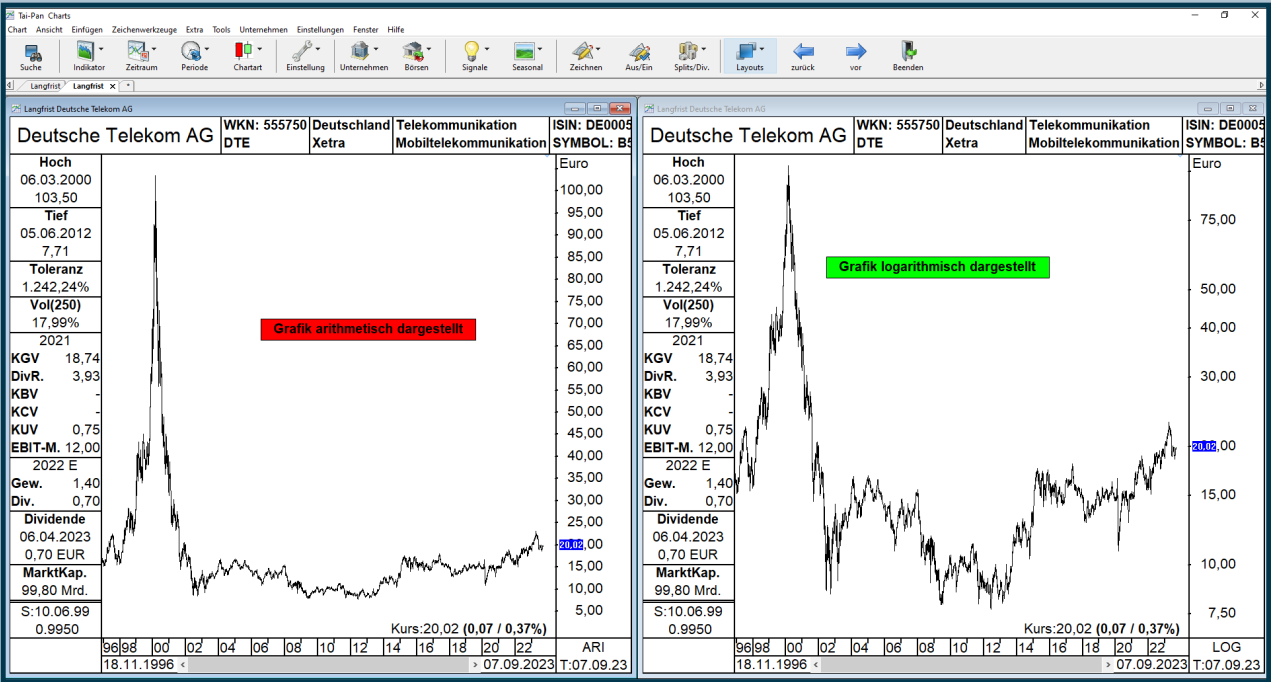 Tai-Pan Charts
Chart Ansicht Einfügen Zeichenwerkzeuge Extra Tools Unternehmen Einstellungen Fenster Hilfe
Suche Indikator Zeitraum Periode Chartart Einstellung Unternehmen Börsen Signale Seasonal Zeichnen Aus/Ein Splits/Div. Layouts zurück vor Beenden
Langfrist Langfrist × *
Langfrist Deutsche Telekom AG
Deutsche Telekom AG
WKN: 555750 Deutschland Telekommunikation ISIN: DE0005
DTE Xetra Mobiltelekommunikation SYMBOL: B5
Hoch
06.03.2000
103,50
Tief
05.06.2012
7,71
Toleranz
1.242,24%
Vol(250)
17,99%
2021
KGV 18,74
DivR. 3,93
KBV -
KCV -
KUV 0,75
EBIT-M. 12,00
2022 E
Gew. 1,40
Div. 0,70
Dividende
06.04.2023
0,70 EUR
MarktKap.
99,80 Mrd.
S:10.06.99
0.9950
Grafik arithmetisch dargestellt
Euro
100,00
95,00
90,00
85,00
80,00
75,00
70,00
65,00
60,00
55,00
50,00
45,00
40,00
35,00
30,00
25,00
20,02 ,00
15,00
10,00
5,00
Kurs:20,02 (0,07 / 0,37%)
96 98 00 02 04 06 08 10 12 14 16 18 20 22 ARI
18.11.1996 < > 07.09.2023 T:07.09.23
Langfrist Deutsche Telekom AG
Deutsche Telekom AG
WKN: 555750 Deutschland Telekommunikation ISIN: DE0005
DTE Xetra Mobiltelekommunikation SYMBOL: B5
Hoch
06.03.2000
103,50
Tief
05.06.2012
7,71
Toleranz
1.242,24%
Vol(250)
17,99%
2021
KGV 18,74
DivR. 3,93
KBV -
KCV -
KUV 0,75
EBIT-M. 12,00
2022 E
Gew. 1,40
Div. 0,70
Dividende
06.04.2023
0,70 EUR
MarktKap.
99,80 Mrd.
S:10.06.99
0.9950
Grafik logarithmisch dargestellt
Euro
75,00
50,00
40,00
30,00
20,02 ,00
15,00
10,00
7,50
Kurs:20,02 (0,07 / 0,37%)
96 98 00 02 04 06 08 10 12 14 16 18 20 22 LOG
18.11.1996 < > 07.09.2023 T:07.09.23